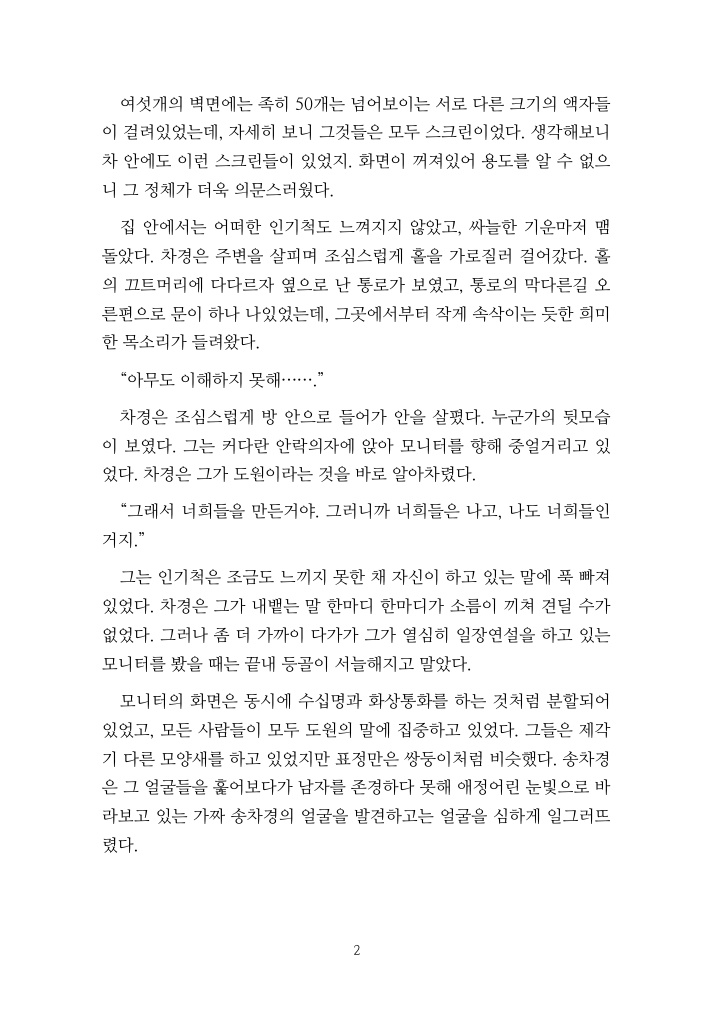 여섯개의 벽면에는 족히 50개는 넘어보이는 서로 다른 크기의 액자들
이 걸려있었는데, 자세히 보니 그것들은 모두 스크린이었다. 생각해보니
차 안에도 이런 스크린들이 있었지. 화면이 꺼져있어 용도를 알 수 없으
니 그 정체가 더욱 의문스러웠다.
집 안에서는 어떠한 인기척도 느껴지지 않았고, 싸늘한 기운마저 맴
돌았다. 차경은 주변을 살피며 조심스럽게 홀을 가로질러 걸어갔다. 홀
의 끄트머리에 다다르자 옆으로 난 통로가 보였고, 통로의 막다른길 오
른편으로 문이 하나 나있었는데, 그곳에서부터 작게 속삭이는 듯한 희미
한 목소리가 들려왔다.
“아무도 이해하지 못해…….”
차경은 조심스럽게 방 안으로 들어가 안을 살폈다. 누군가의 뒷모습
이 보였다. 그는 커다란 안락의자에 앉아 모니터를 향해 중얼거리고 있
었다. 차경은 그가 도원이라는 것을 바로 알아차렸다.
“그래서 너희들을 만든거야. 그러니까 너희들은 나고, 나도 너희들인
거지.”
그는 인기척은 조금도 느끼지 못한 채 자신이 하고 있는 말에 푹 빠져
있었다. 차경은 그가 내뱉는 말 한마디 한마디가 소름이 끼쳐 견딜 수가
없었다. 그러나 좀 더 가까이 다가가 그가 열심히 일장연설을 하고 있는
모니터를 봤을 때는 끝내 등골이 서늘해지고 말았다.
모니터의 화면은 동시에 수십명과 화상통화를 하는 것처럼 분할되어
있었고, 모든 사람들이 모두 도원의 말에 집중하고 있었다. 그들은 제각
기 다른 모양새를 하고 있었지만 표정만은 쌍둥이처럼 비슷했다. 송차경
은 그 얼굴들을 훑어보다가 남자를 존경하다 못해 애정어린 눈빛으로 바
라보고 있는 가짜 송차경의 얼굴을 발견하고는 얼굴을 심하게 일그러뜨
렸다.
2